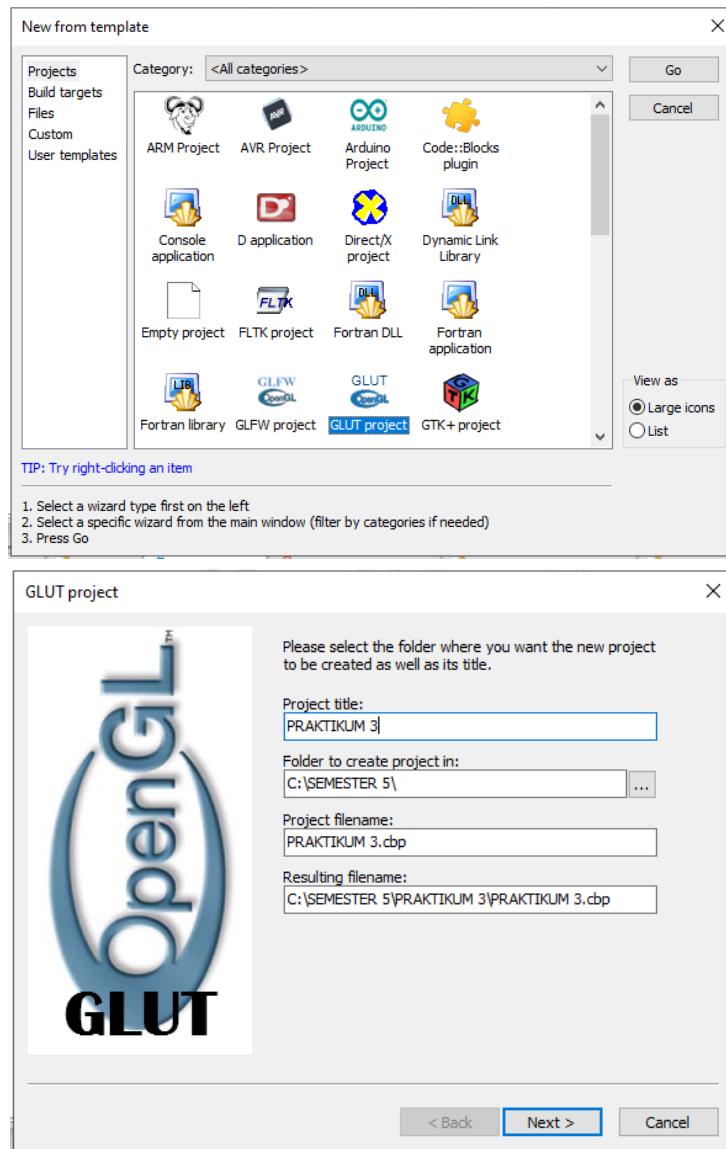 New from template
Projects
Build targets
Files
Custom
User templates
Category: <All categories>
Go
Cancel
ARM Project AVR Project Arduino Project Code::Blocks plugin
Console application D application Direct/X project Dynamic Link Library
Empty project FLTK project Fortran DLL Fortran application
Fortran library GLFW project GLUT project GTK+ project
View as
Large icons
List
TIP: Try right-clicking an item
1. Select a wizard type first on the left
2. Select a specific wizard from the main window (filter by categories if needed)
3. Press Go
GLUT project
OpenGL TM
GLUT
Please select the folder where you want the new project
to be created as well as its title.
Project title:
PRAKTIKUM 3
Folder to create project in:
C:\SEMESTER 5\
...
Project filename:
PRAKTIKUM 3.cbp
Resulting filename:
C:\SEMESTER 5\PRAKTIKUM 3\PRAKTIKUM 3.cbp
< Back Next > Cancel